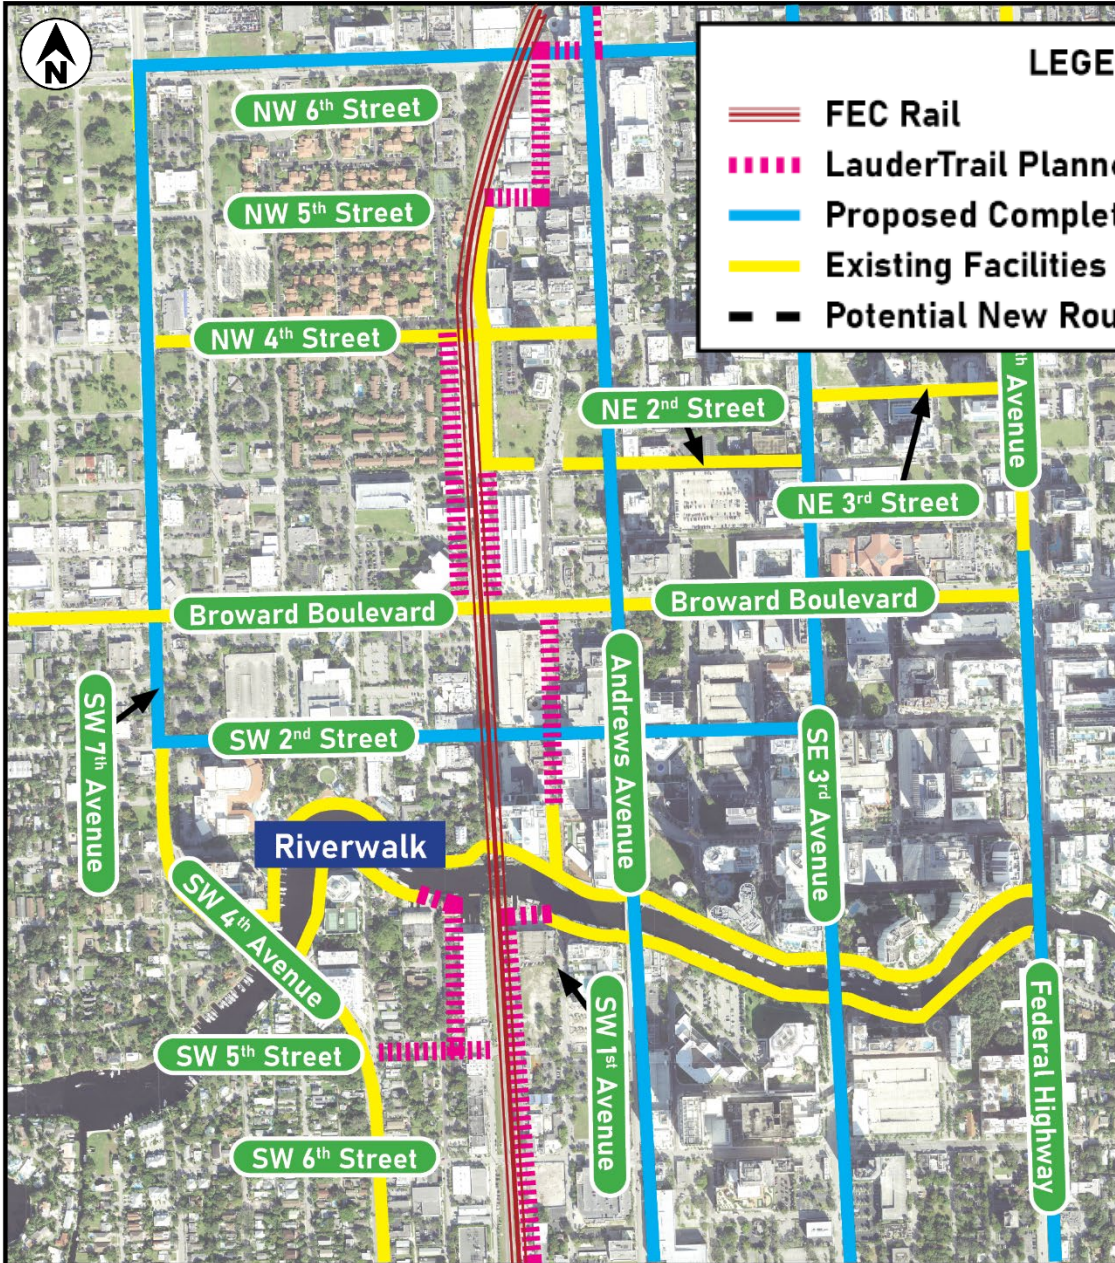 N
LEGE
FEC Rail
LauderTrail Planne
Proposed Complet
Existing Facilities
Potential New Rou
NW 6th Street
NW 5th Street
NW 4th Street
NE 2nd Street
th Avenue
NE 3rd Street
Broward Boulevard
Broward Boulevard
SW 7th Avenue
SW 2nd Street
Andrews Avenue
SE 3rd Avenue
Riverwalk
SW 4th Avenue
SW 5th Street
SW 1st Avenue
Federal Highway
SW 6th Street